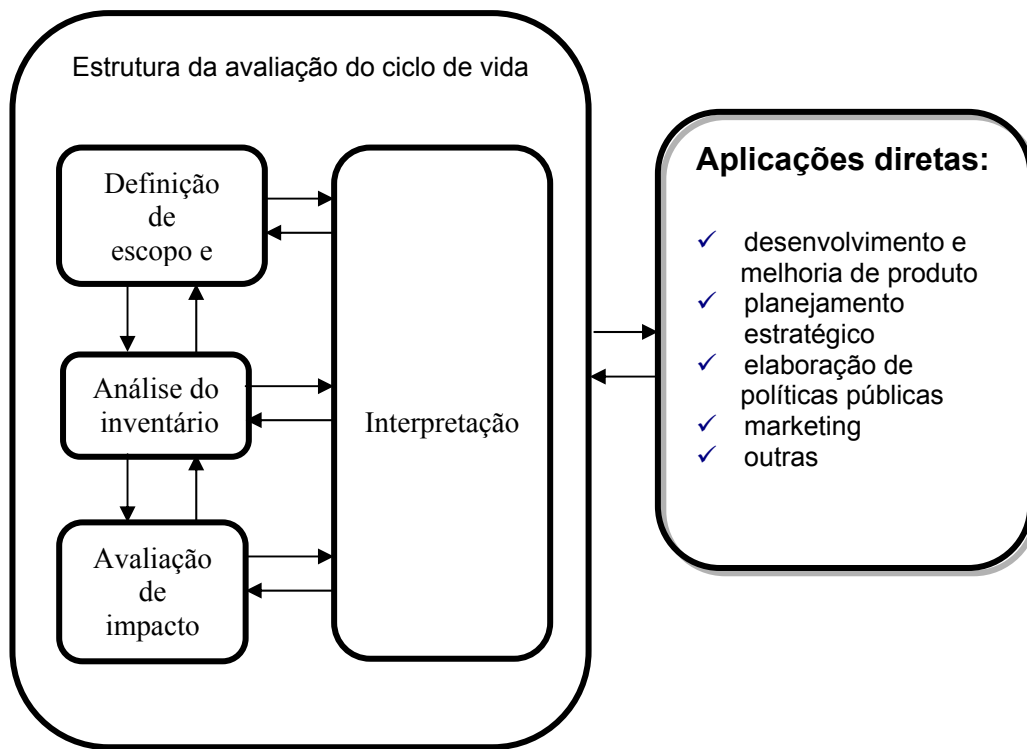 Estrutura da avaliação do ciclo de vida
Definição
de
escopo e
Análise do
inventário
Avaliação
de
impacto
Interpretação
Aplicações diretas:
✓ desenvolvimento e
melhoria de produto
✓ planejamento
estratégico
✓ elaboração de
políticas públicas
✓ marketing
✓ outras